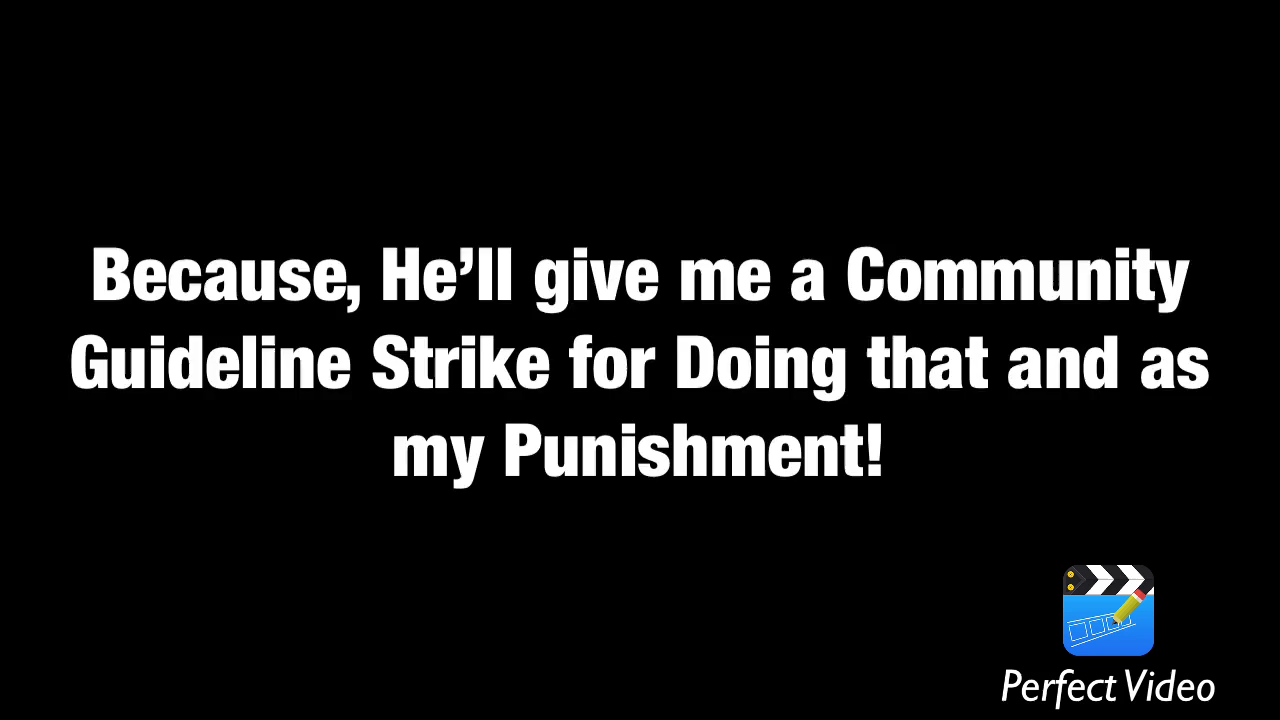 Because, He’ll give me a Community
Guideline Strike for Doing that and as
my Punishment!
Perfect Video